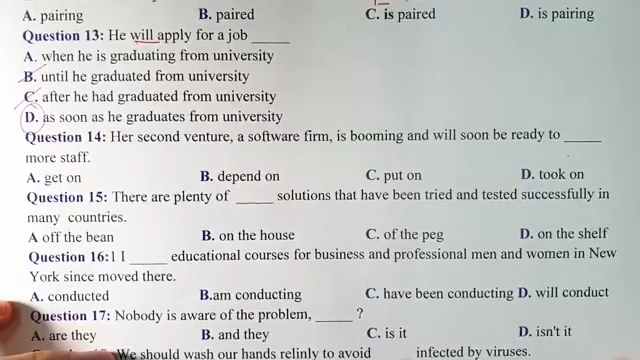 A. pairing B. paired C. is paired D. is pairing
Question 13: He will apply for a job _____
A. when he is graduating from university
B. until he graduated from university
C. after he had graduated from university
D. as soon as he graduates from university
Question 14: Her second venture, a software firm, is booming and will soon be ready to _____
more staff.
A. get on B. depend on C. put on D. took on
Question 15: There are plenty of _____ solutions that have been tried and tested successfully in
many countries.
A off the bean B. on the house C. of the peg D. on the shelf
Question 16:1 I _____ educational courses for business and professional men and women in New
York since moved there.
A. conducted B.am conducting C. have been conducting D. will conduct
Question 17: Nobody is aware of the problem, _____ ?
A. are they B. and they C. is it D. isn't it
We should wash our hands relinly to avoid _____ infected by viruses.